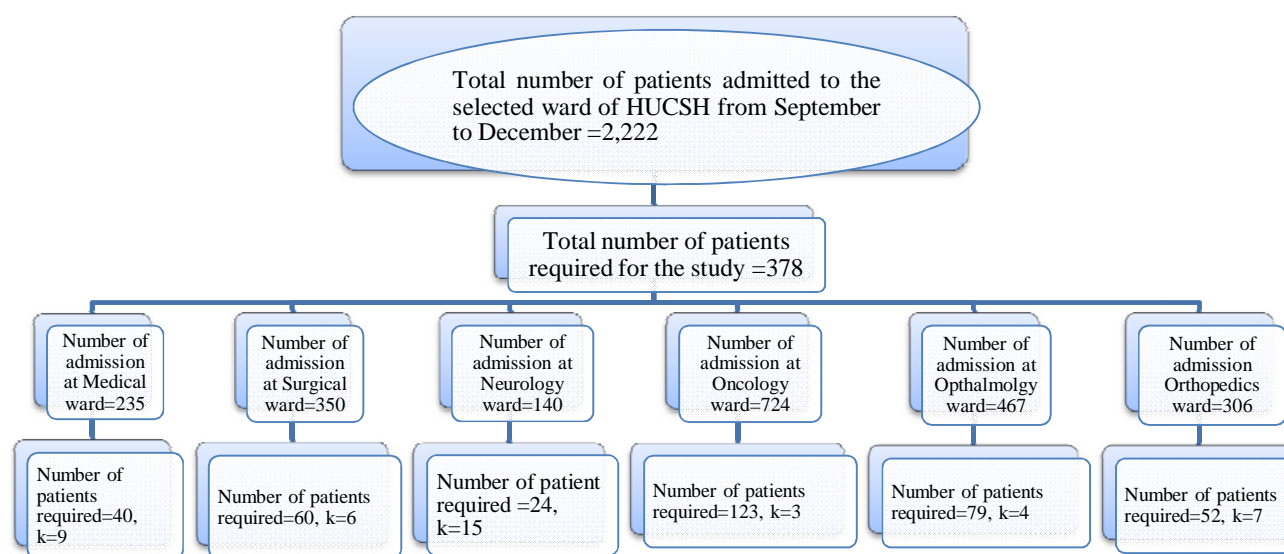 Total number of patients admitted to the
selected ward of HUCSH from September
to December =2,222
Total number of patients
required for the study =378
Number of
admission
at Medical
ward=235
Number of
admission
at Surgical
ward=350
Number of
admission at
Neurology
ward=140
Number of
admission at
Oncology
ward=724
Number of
admission at
Opthalmolgy
ward=467
Number of
admission
Orthopedics
ward=306
Number of
patients
required=40,
k=9
Number of patients
required=60, k=6
Number of patient
required =24,
k=15
Number of patients
required=123, k=3
Number of patients
required=79, k=4
Number of patients
required=52, k=7